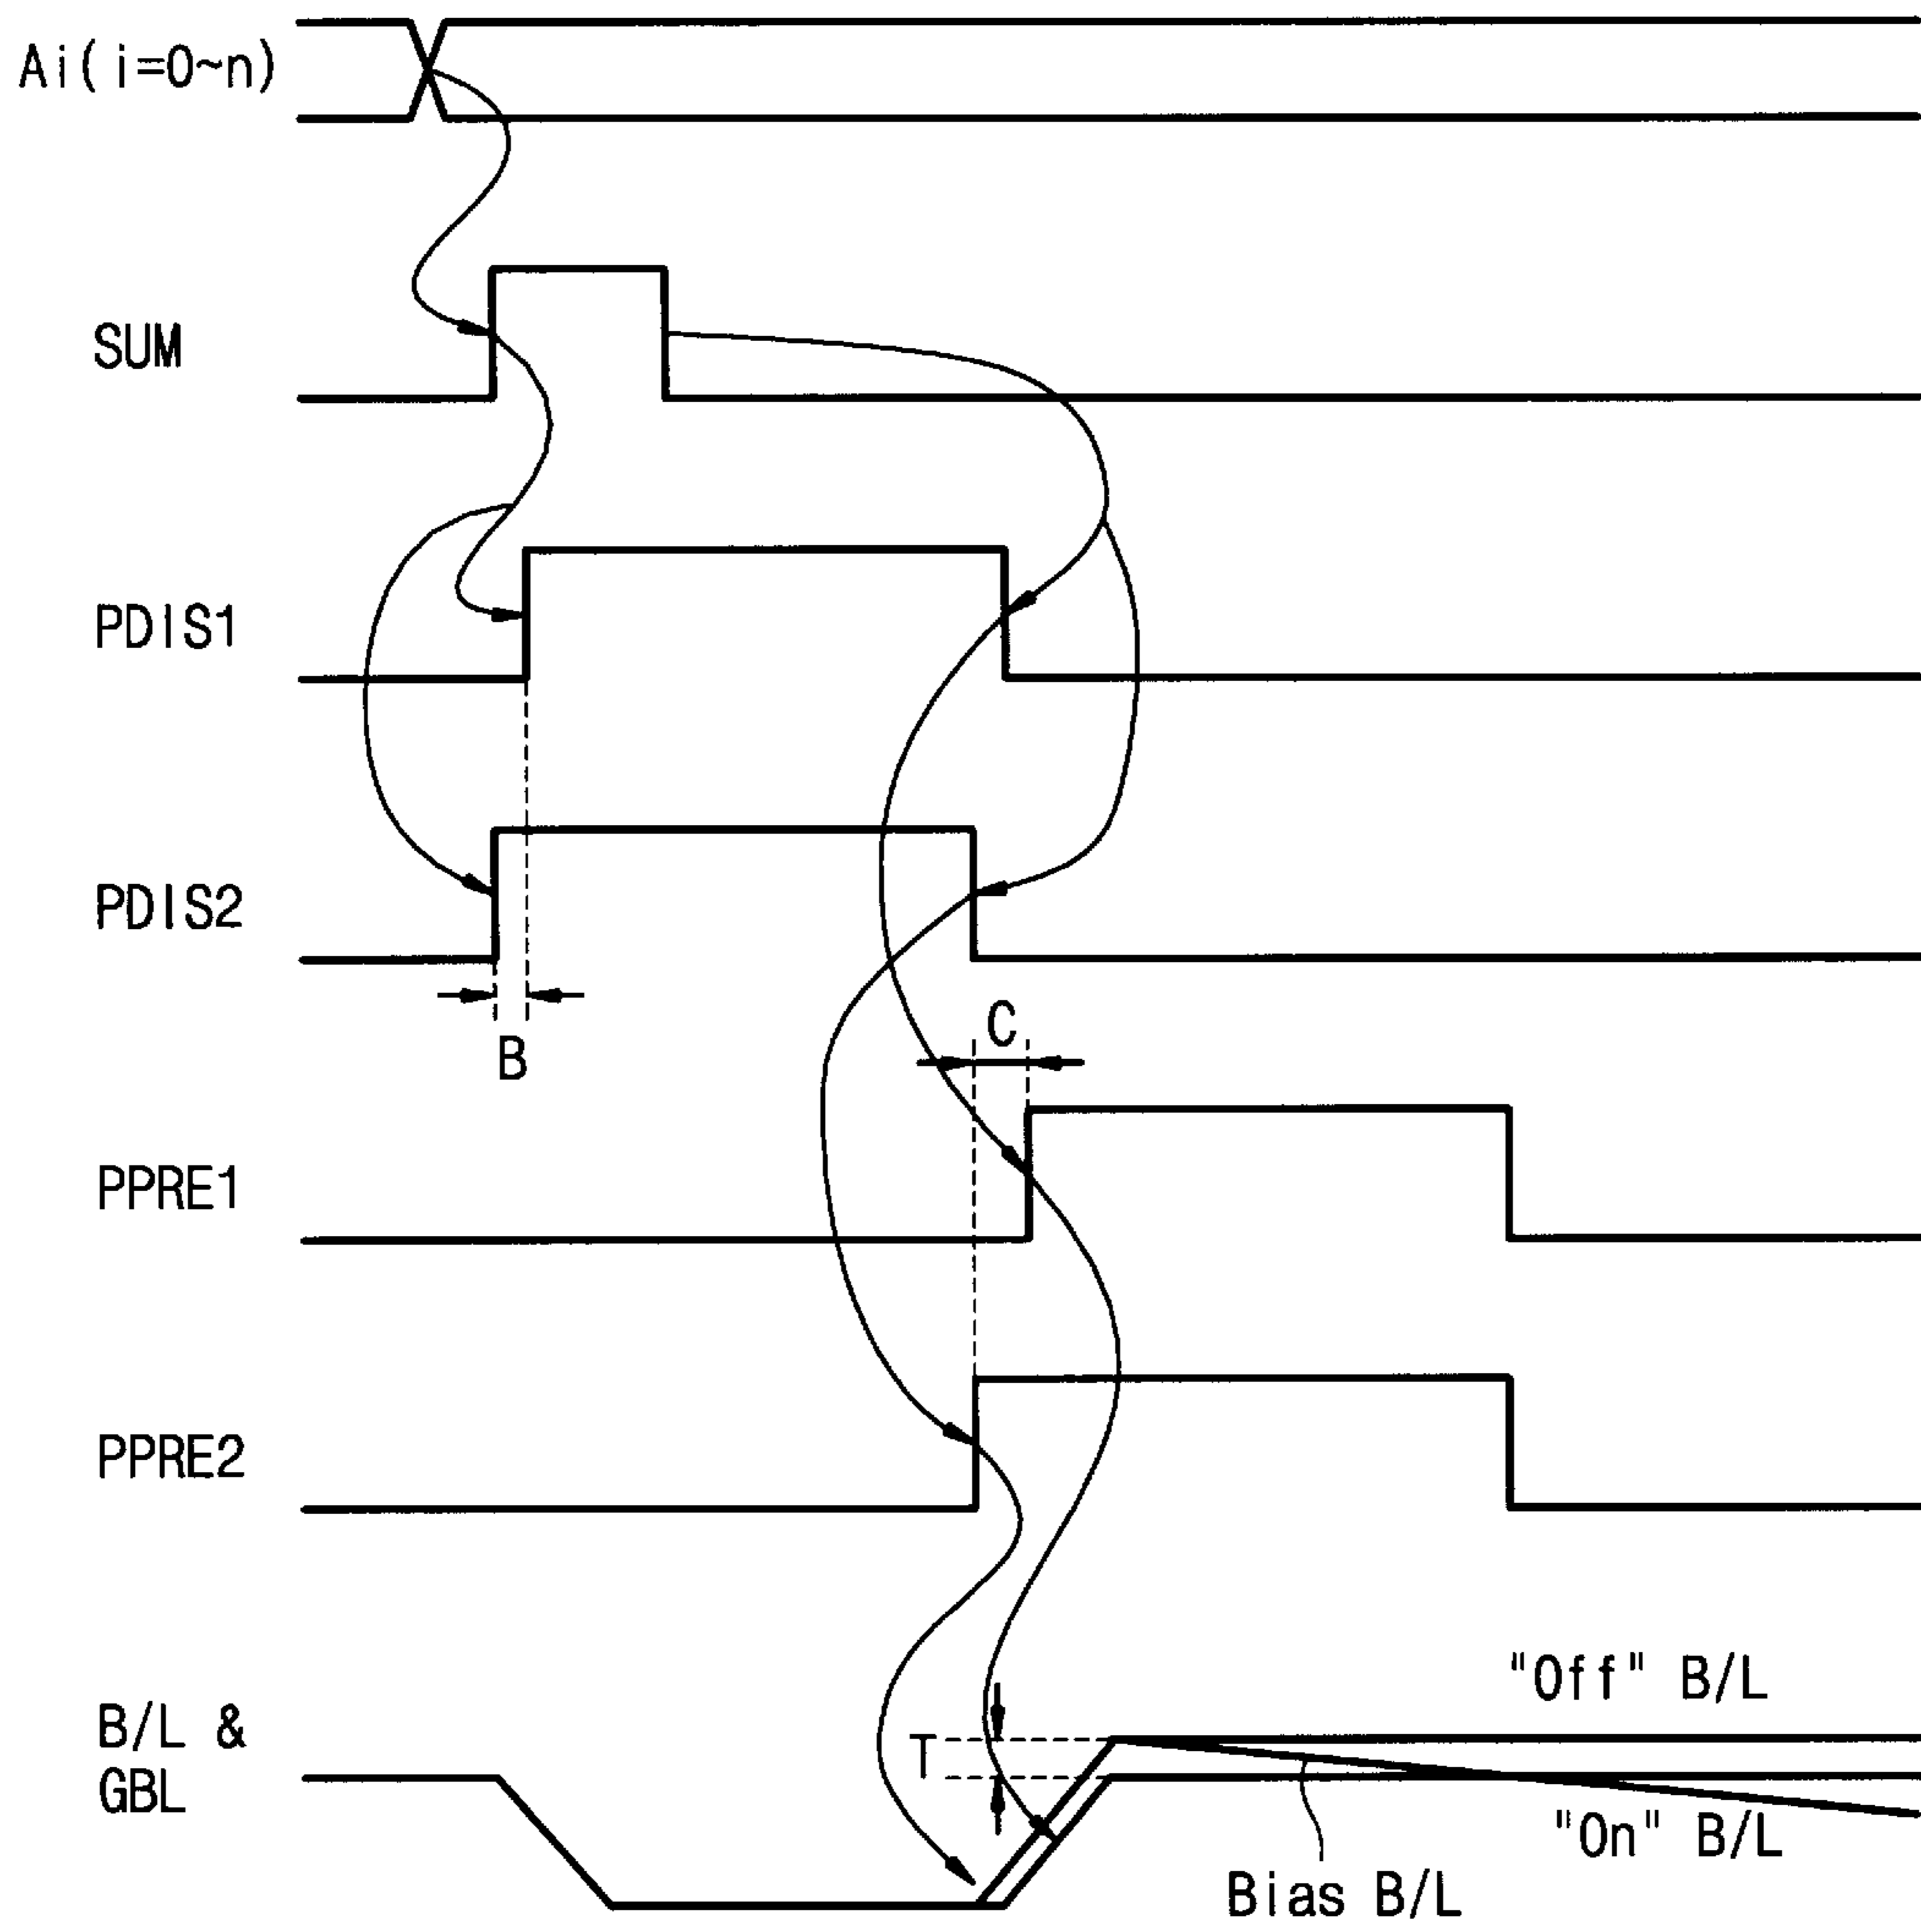 Ai(i=0~n)
SUM
PDIS1
PDIS2
B
C
PPRE1
PPRE2
"Off" B/L
B/L &
GBL
T
"On" B/L
Bias B/L